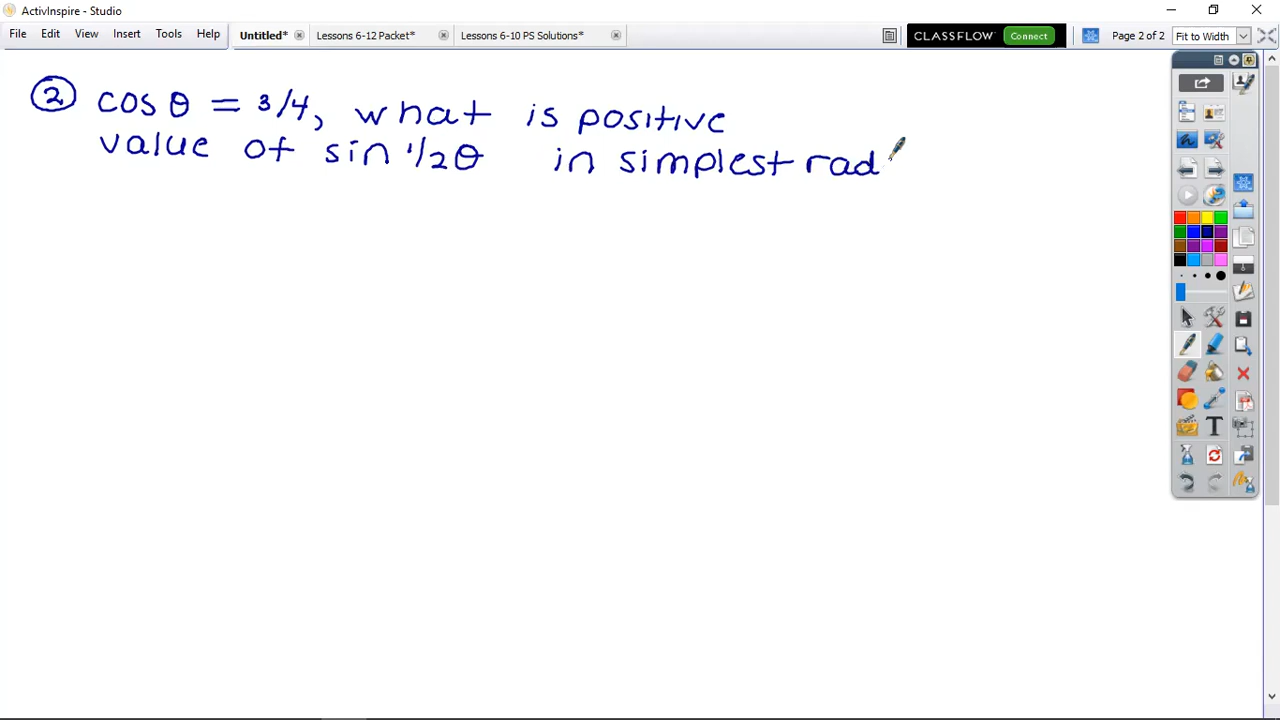 ActivInspire - Studio
File Edit View Insert Tools Help
Untitled* Lessons 6-12 Packet* Lessons 6-10 PS Solutions*
CLASSFLOW Connect
Page 2 of 2 Fit to Width
② cos θ = 3/4, what is positive
value of sin 1/2θ in simplest rad